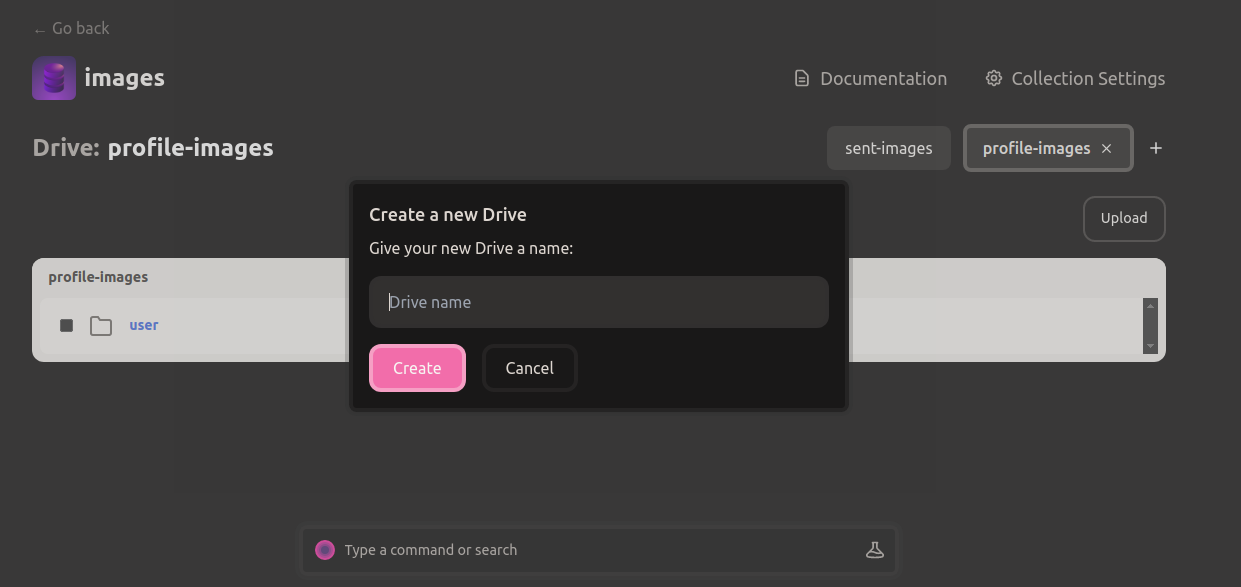 ← Go back
images
Documentation
Collection Settings
Drive: profile-images
sent-images
profile-images ×
+
Create a new Drive
Give your new Drive a name:
Drive name
Create
Cancel
Upload
profile-images
user
Type a command or search